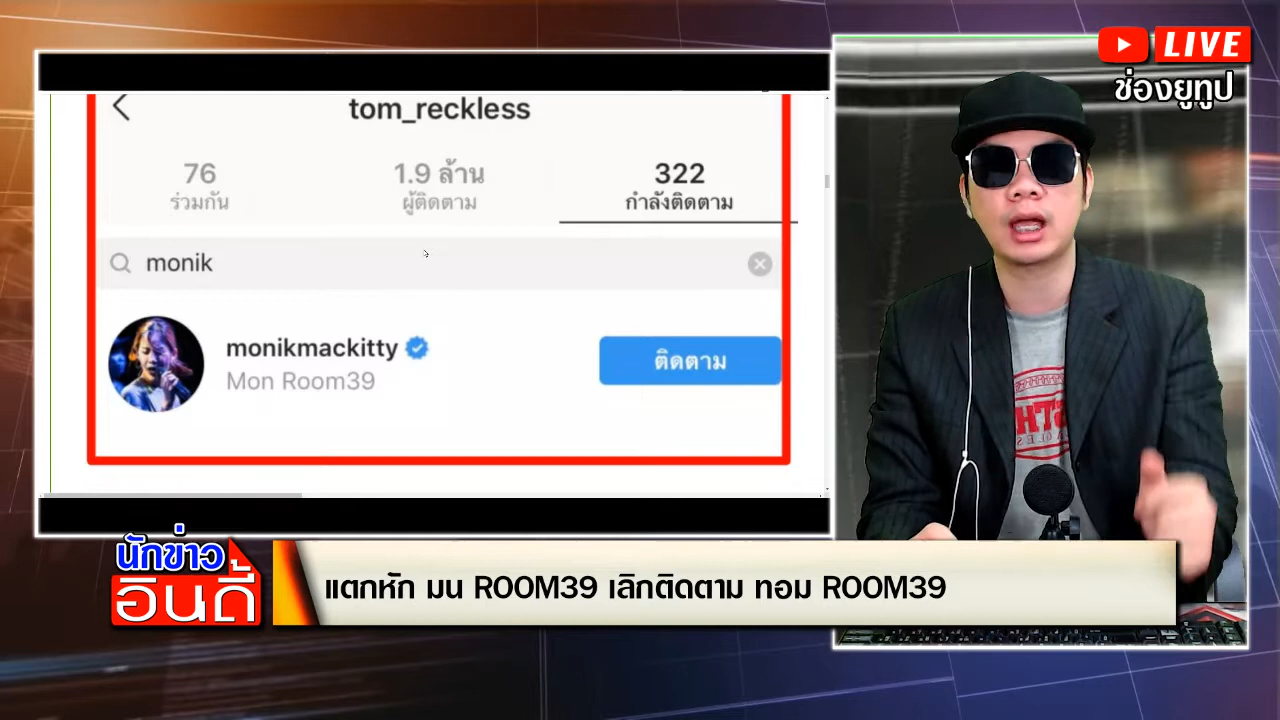 LIVE
ช่องยูทูป
tom_reckless
76
1.9 ล้าน
322
ร่วมกัน
ผู้ติดตาม
กำลังติดตาม
monik
monikmackitty
ติดตาม
Mon Room39
นักข่าว
อินดี้
แตกหัก มน ROOM39 เลิกติดตาม ทอม ROOM39